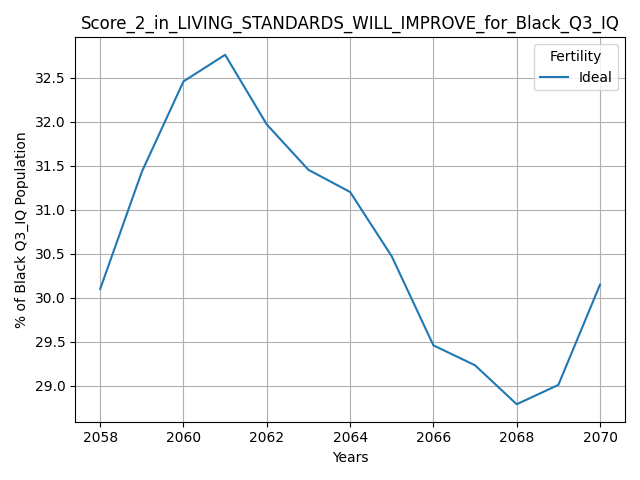 Score_2_in_LIVING_STANDARDS_WILL_IMPROVE_for_Black_Q3_IQ
Fertility
Ideal
% of Black Q3_IQ Population
32.5
32.0
31.5
31.0
30.5
30.0
29.5
29.0
2058 2060 2062 2064 2066 2068 2070
Years